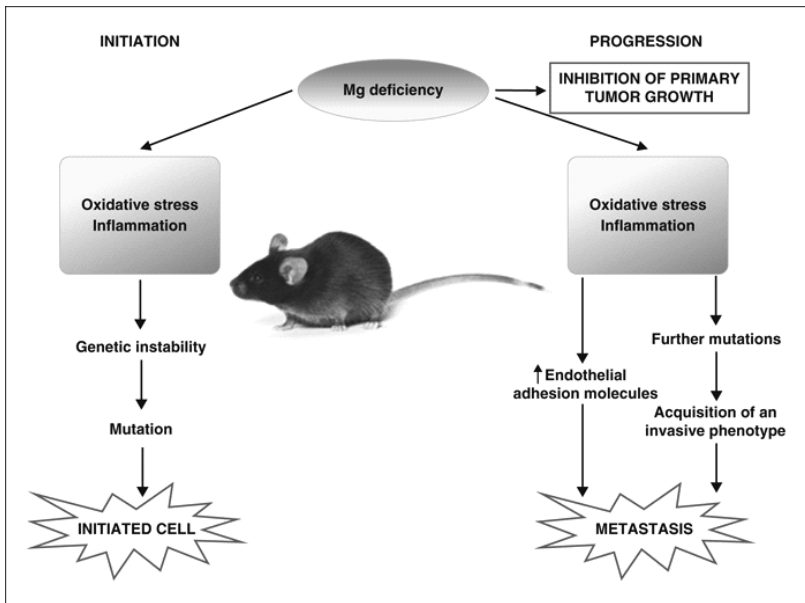 INITIATION
PROGRESSION
Mg deficiency
INHIBITION OF PRIMARY
TUMOR GROWTH
Oxidative stress
Inflammation
Oxidative stress
Inflammation
Genetic instability
Mutation
INITIATED CELL
↑Endothelial
adhesion molecules
Further mutations
Acquisition of an
invasive phenotype
METASTASIS